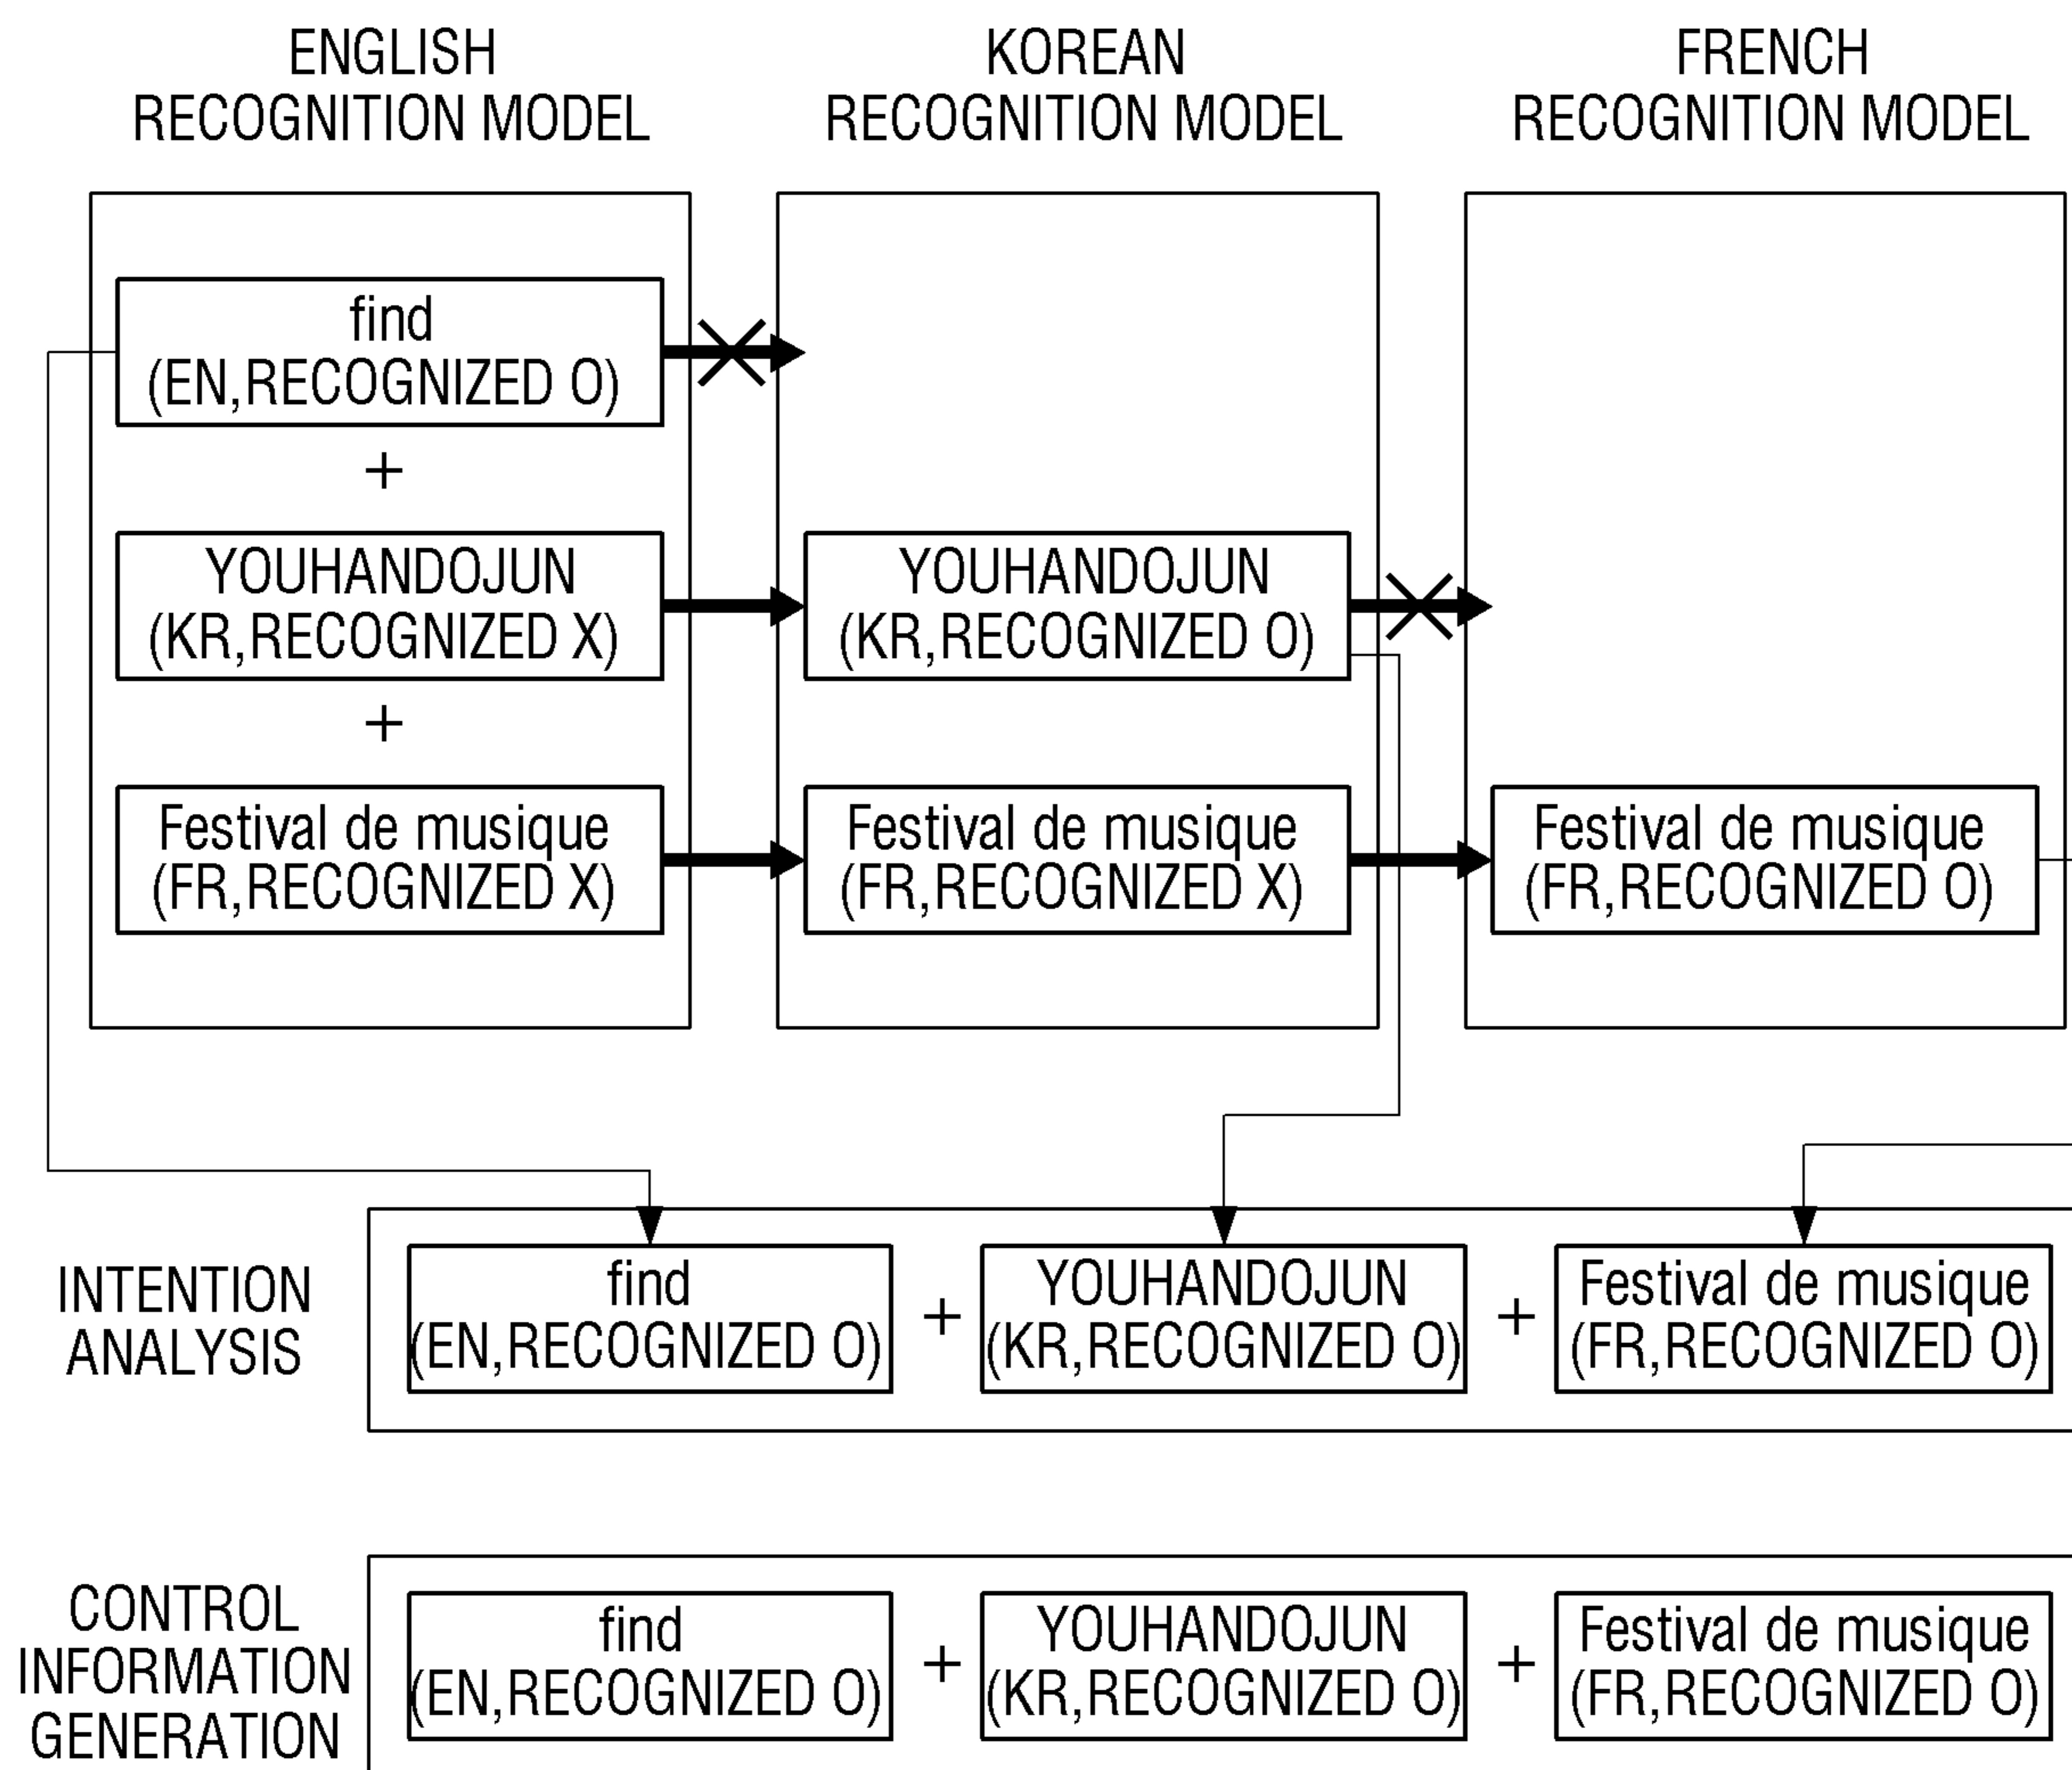 ENGLISH
RECOGNITION MODEL
KOREAN
RECOGNITION MODEL
FRENCH
RECOGNITION MODEL
find
(EN,RECOGNIZED O)
+
YOUHANDOJUN
(KR,RECOGNIZED X)
+
Festival de musique
(FR,RECOGNIZED X)
YOUHANDOJUN
(KR,RECOGNIZED O)
Festival de musique
(FR,RECOGNIZED X)
Festival de musique
(FR,RECOGNIZED O)
INTENTION
ANALYSIS
find
(EN,RECOGNIZED O)
+
YOUHANDOJUN
(KR,RECOGNIZED O)
+
Festival de musique
(FR,RECOGNIZED O)
CONTROL
INFORMATION
GENERATION
find
(EN,RECOGNIZED O)
+
YOUHANDOJUN
(KR,RECOGNIZED O)
+
Festival de musique
(FR,RECOGNIZED O)